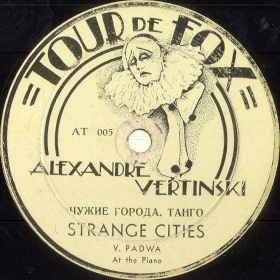 =TOUR DE FOX=
AT 005
ALEXANDRE
VERTINSKI
ЧУЖИЕ ГОРОДА. ТАНГО
STRANGE CITIES
V. PADWA
At the Piano